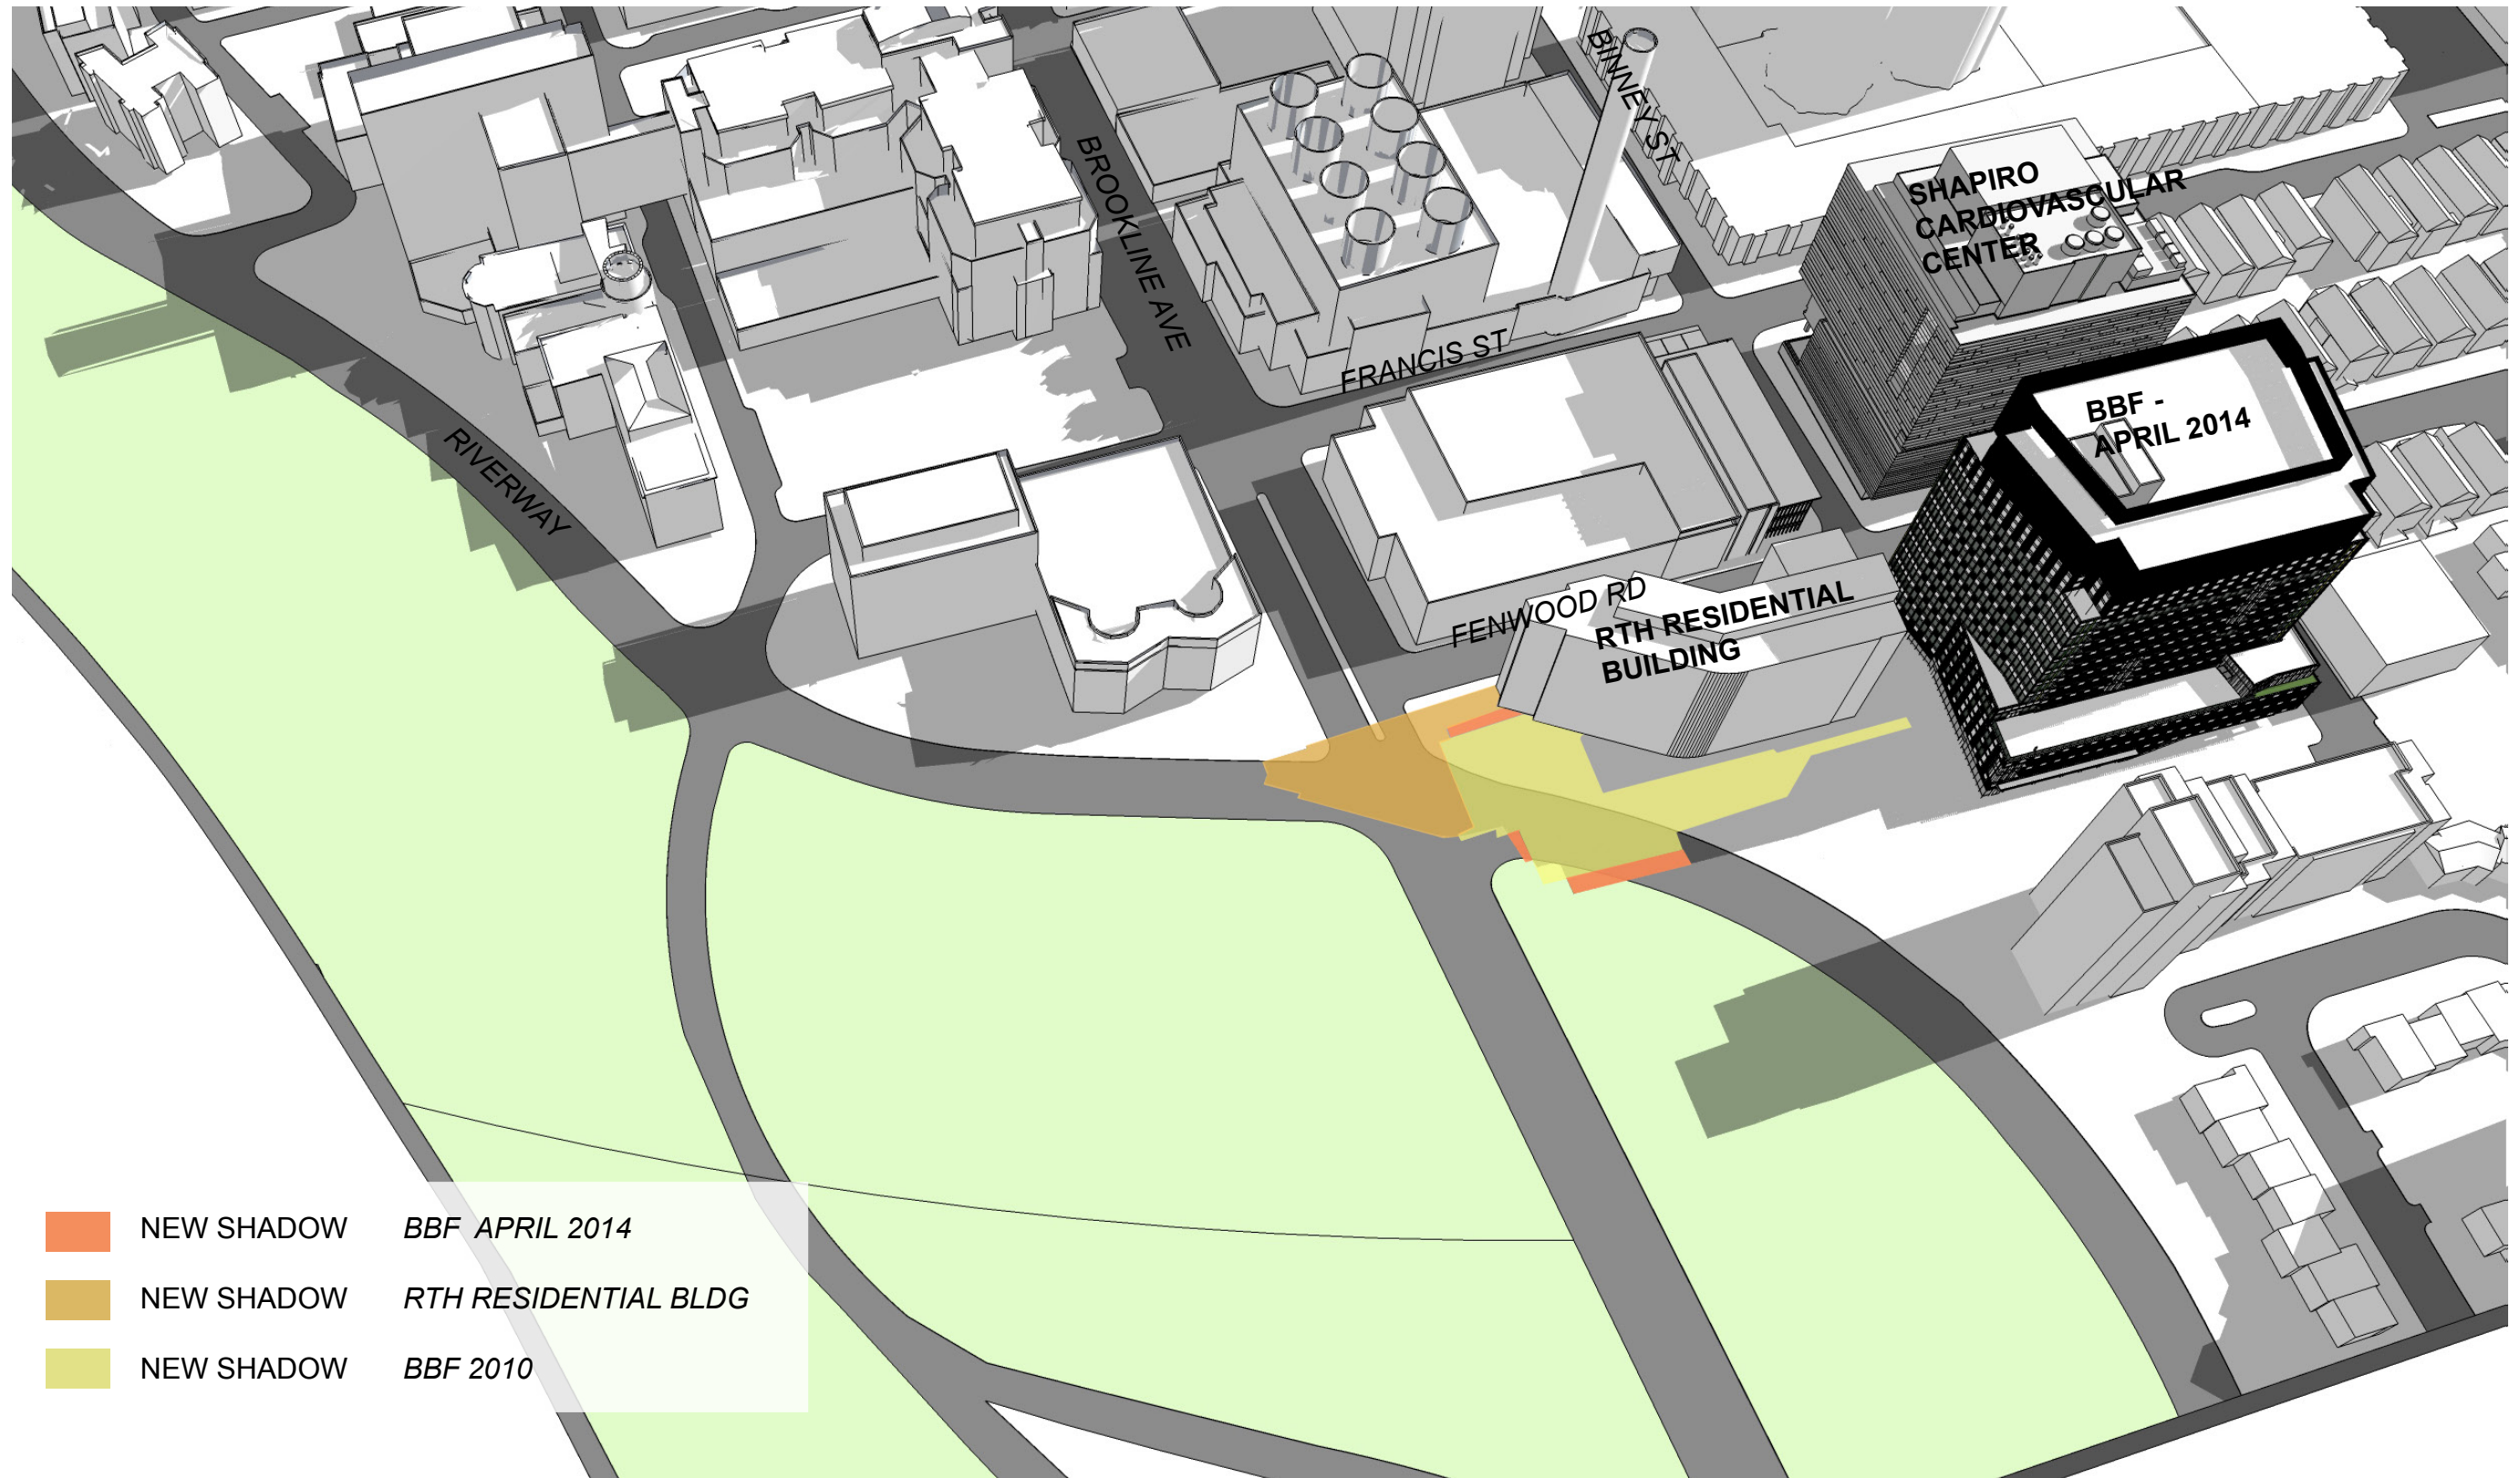 BINNEY ST
BROOKLINE AVE
SHAPIRO
CARDIOVASCULAR
CENTER
FRANCIS ST
BBF -
APRIL 2014
RIVERWAY
FENWOOD RD
RTH RESIDENTIAL
BUILDING
NEW SHADOW BBF APRIL 2014
NEW SHADOW RTH RESIDENTIAL BLDG
NEW SHADOW BBF 2010